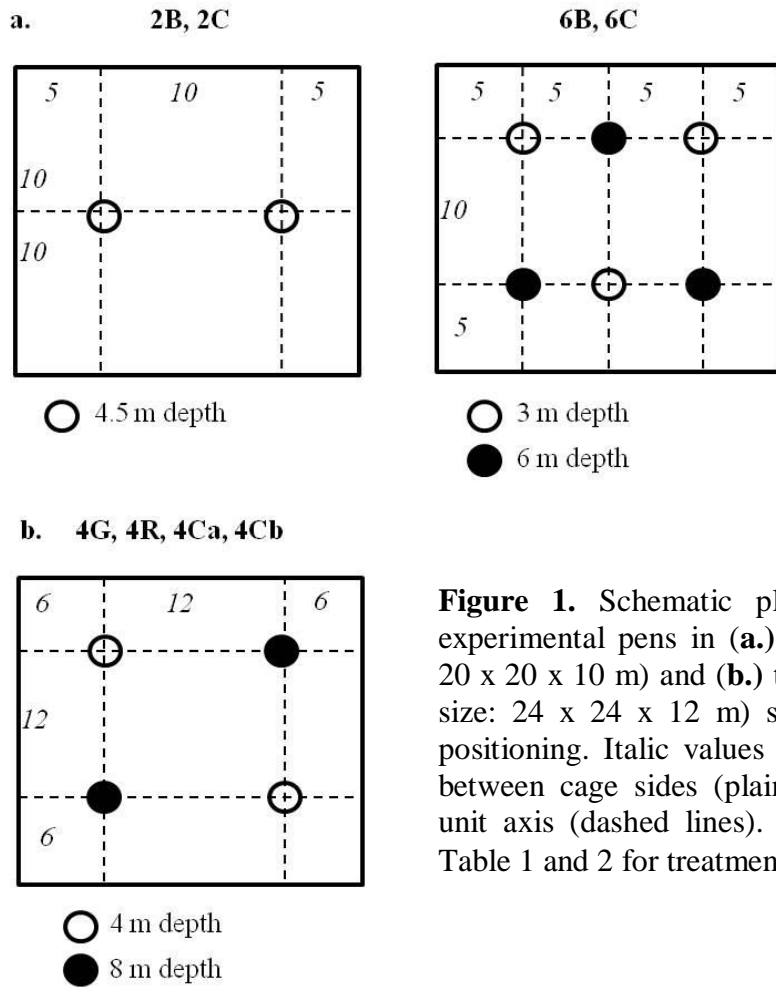 a.
2B, 2C
6B, 6C
5 10 5
10
10
4.5 m depth
5 5 5 5
10
5
3 m depth
6 m depth
b. 4G, 4R, 4Ca, 4Cb
6 12 6
12
6
4 m depth
8 m depth
Figure 1. Schematic
experimental pens in (a.)
20 x 20 x 10 m) and (b.)
size: 24 x 24 x 12 m)
positioning. Italic values
between cage sides
unit axis (dashed lines).
Table 1 and 2 for